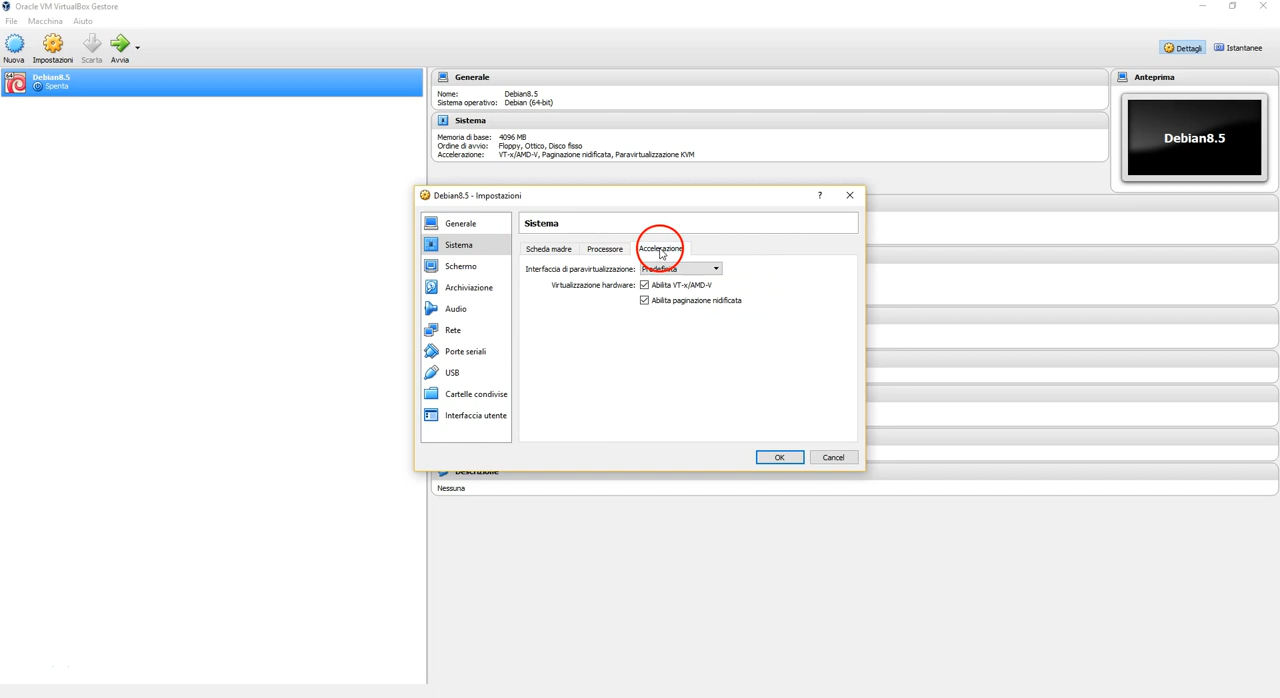 Oracle VM VirtualBox Gestore
File Macchina Aiuto
Nuova Impostazioni Scarta Avvia
Dettagli Istantanee
64
Debian8.5
Spenta
Generale
Nome: Debian8.5
Sistema operativo: Debian (64-bit)
Sistema
Memoria di base: 4096 MB
Ordine di avvio: Floppy, Ottico, Disco fisso
Accelerazione: VT-x/AMD-V, Paginazione nidificata, Paravirtualizzazione KVM
Anteprima
Debian8.5
Debian8.5 - Impostazioni
?
Generale
Sistema
Schermo
Archiviazione
Audio
Rete
Porte seriali
USB
Cartelle condivise
Interfaccia utente
Sistema
Scheda madre Processore Accelerazione
Interfaccia di paravirtualizzazione: Predefinita
Virtualizzazione hardware: Abilita VT-x/AMD-V
Abilita paginazione nidificata
OK Cancel
Descrizione
Nessuna